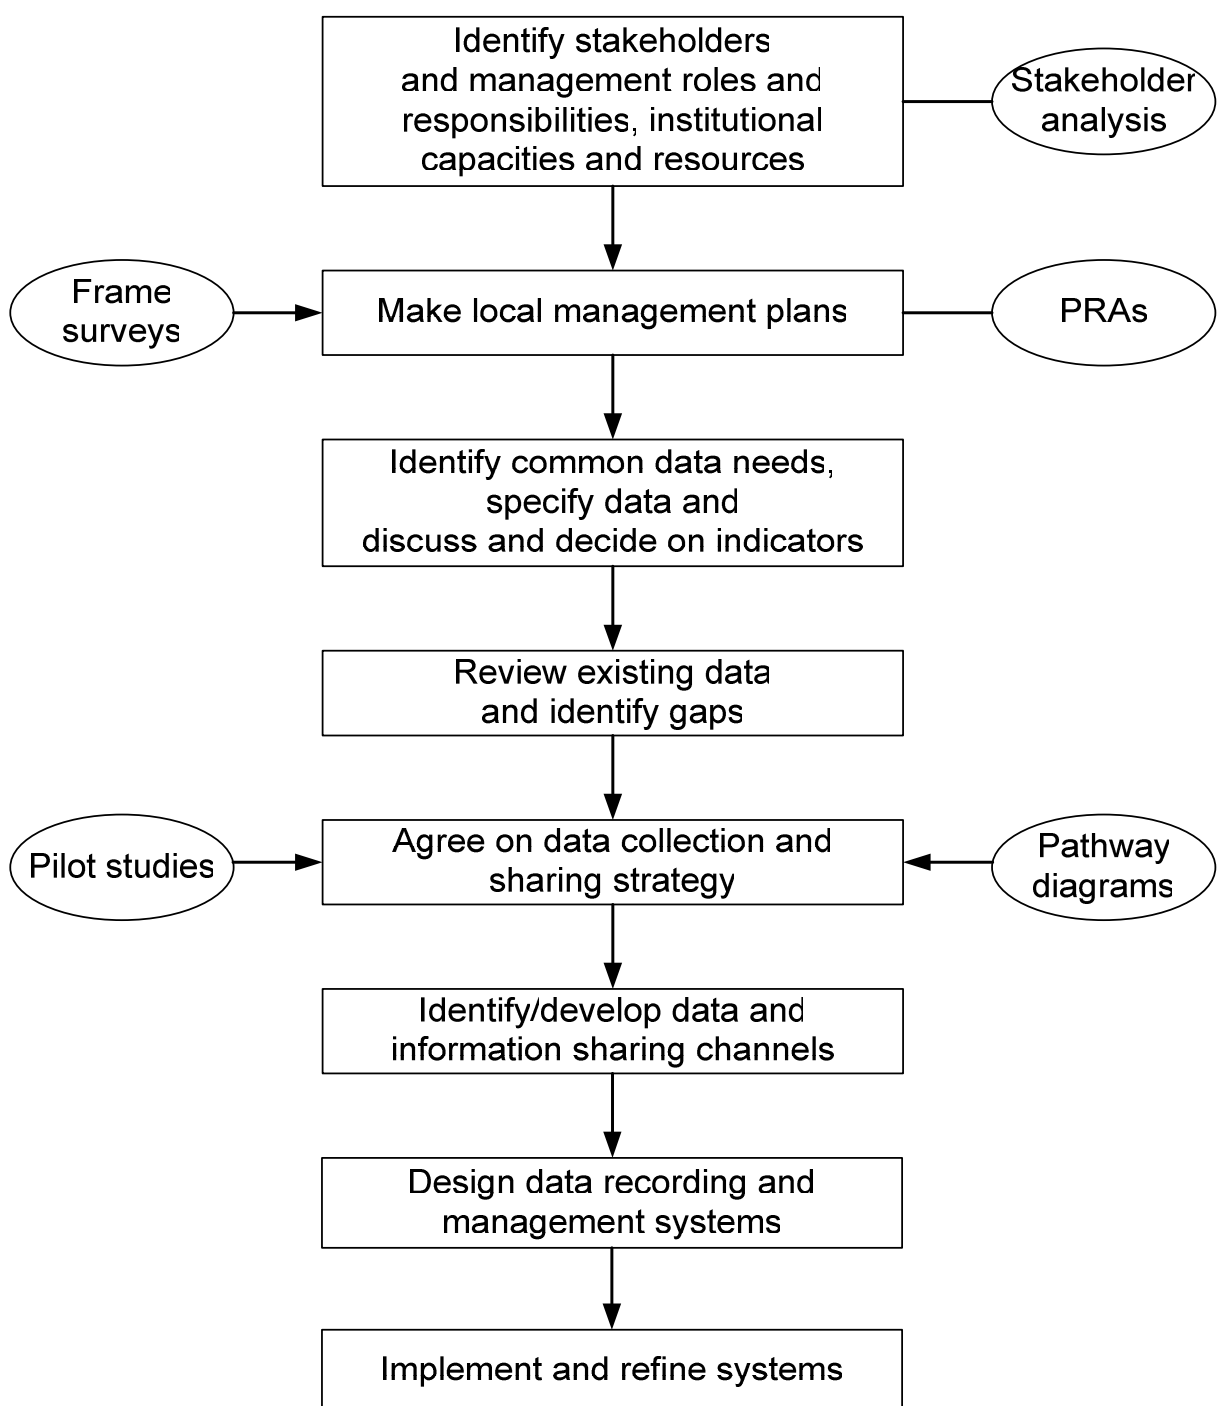 Identify stakeholders
and management roles and
responsibilities, institutional
capacities and resources
Stakeholder
analysis
Frame
surveys
Make local management plans
PRAs
Identify common data needs,
specify data and
discuss and decide on indicators
Review existing data
and identify gaps
Pilot studies
Agree on data collection and
sharing strategy
Pathway
diagrams
Identify/develop data and
information sharing channels
Design data recording and
management systems
Implement and refine systems